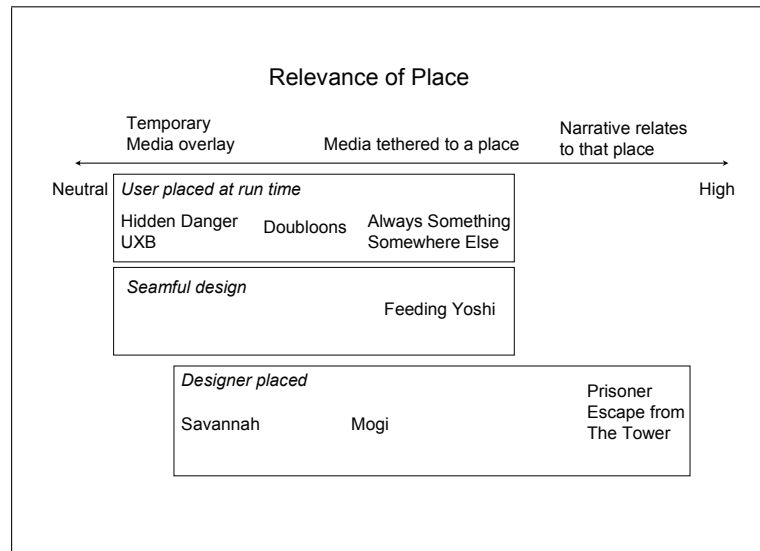 Relevance of Place
Temporary
Media overlay
Media tethered to a place
Narrative relates
to that place
Neutral
High
User placed at run time
Hidden Danger
UXB
Doubloons
Always Something
Somewhere Else
Seamful design
Feeding Yoshi
Designer placed
Savannah
Mogi
Prisoner
Escape from
The Tower